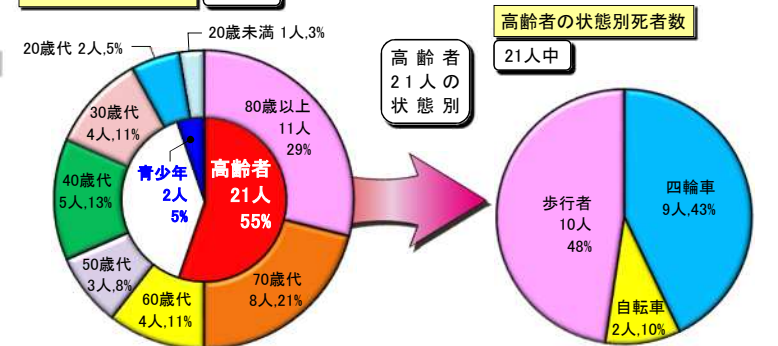 20歳代 2人,5%
20歳未満 1人,3%
30歳代
4人,11%
40歳代
5人,13%
50歳代
3人,8%
60歳代
4人,11%
70歳代
8人,21%
80歳以上
11人
29%
青少年
2人
5%
高齢者
21人
55%
高齢者
21人の
状態別
高齢者の状態別死者数
21人中
歩行者
10人
48%
四輪車
9人,43%
自転車
2人,10%